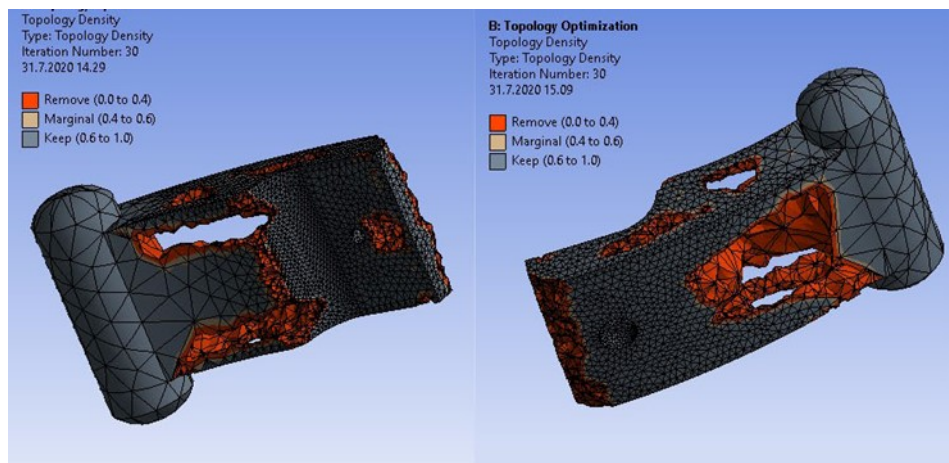 Topology Density
Type: Topology Density
Iteration Number: 30
31.7.2020 14.29
Remove (0.0 to 0.4)
Marginal (0.4 to 0.6)
Keep (0.6 to 1.0)
B: Topology Optimization
Topology Density
Type: Topology Density
Iteration Number: 30
31.7.2020 15.09
Remove (0.0 to 0.4)
Marginal (0.4 to 0.6)
Keep (0.6 to 1.0)